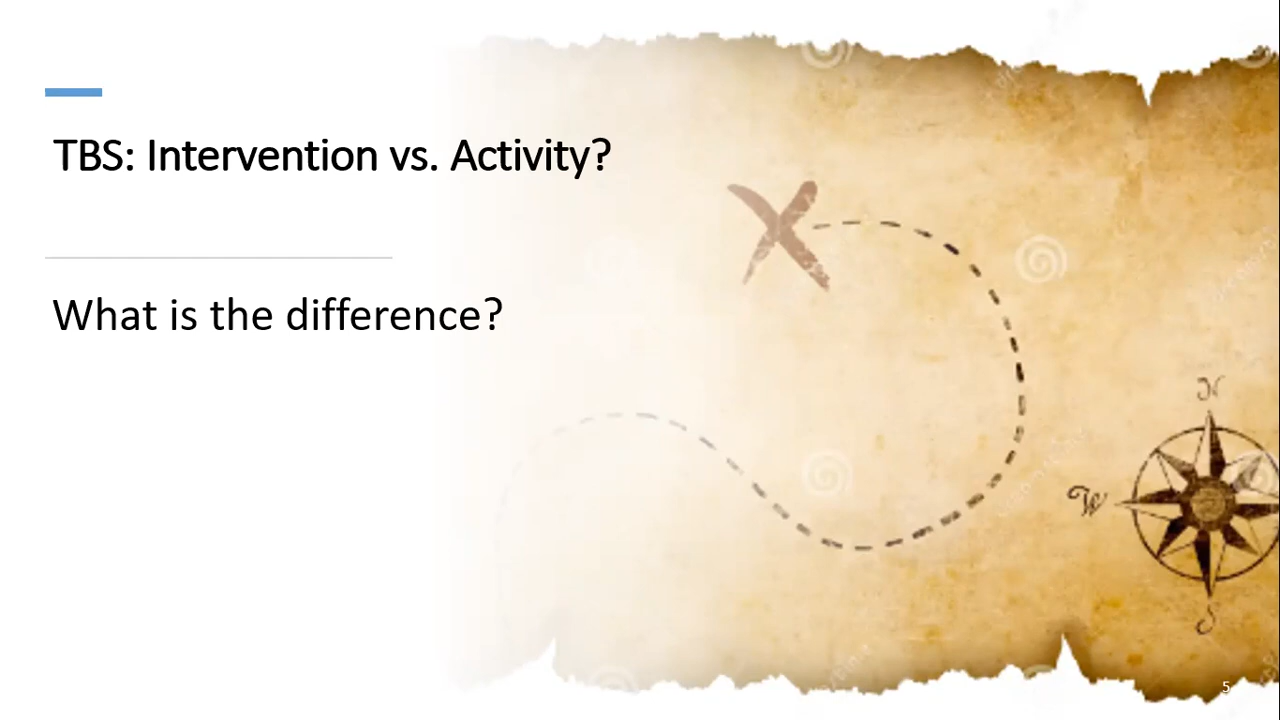 TBS: Intervention vs. Activity?
What is the difference?
N
W
S
5